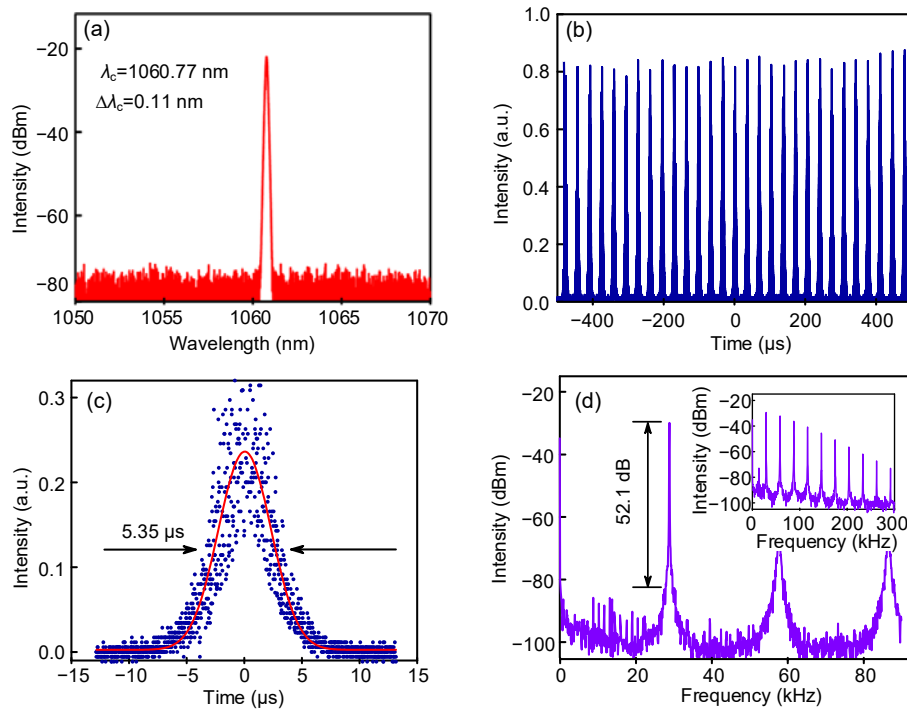 (a)
λc=1060.77 nm
Δλc=0.11 nm
Intensity (dBm)
−20
−40
−60
−80
1050 1055 1060 1065 1070
Wavelength (nm)
(b)
Intensity (a.u.)
1.0
0.8
0.6
0.4
0.2
0.0
−400 −200 0 200 400
Time (µs)
(c)
Intensity (a.u.)
0.3
0.2
0.1
0.0
5.35 µs
−15 −10 −5 0 5 10 15
Time (µs)
(d)
Intensity (dBm)
−20
−40
−60
−80
−100
52.1 dB
0 20 40 60 80
Frequency (kHz)
Intensity (dBm)
−20
−40
−60
−80
−100
0 100 200 300
Frequency (kHz)